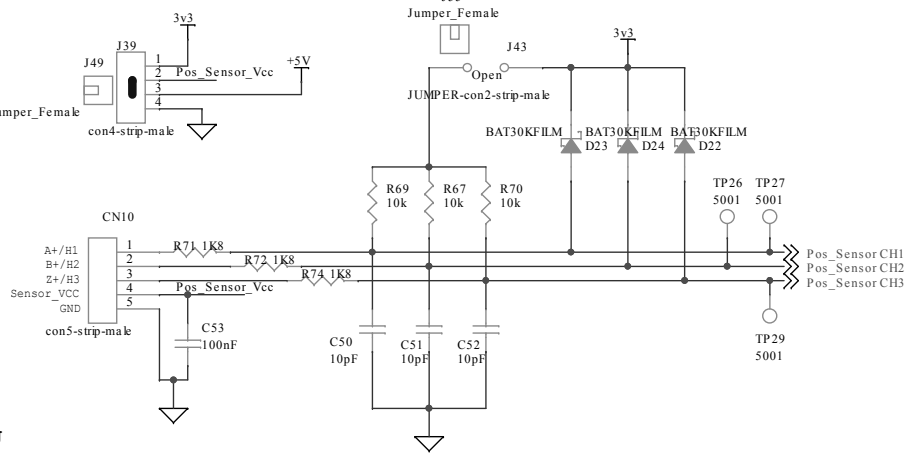 Jumper_Female
3v3
J39
J49
1
2
3
4
Pos_Sensor_Vcc
+5V
umper_Female
con4-strip-male
J43
Open
JUMPER-con2-strip-male
3v3
BAT30KFILM
D23
BAT30KFILM
D24
BAT30KFILM
D22
R69
10k
R67
10k
R70
10k
TP26
5001
TP27
5001
CN10
A+/H1
B+/H2
Z+/H3
Sensor_VCC
GND
1
2
3
4
5
con5-strip-male
R71 1K8
R72 1K8
R74 1K8
Pos_Sensor_Vcc
C53
100nF
C50
10pF
C51
10pF
C52
10pF
Pos_Sensor CH1
Pos_Sensor CH2
Pos_Sensor CH3
TP29
5001